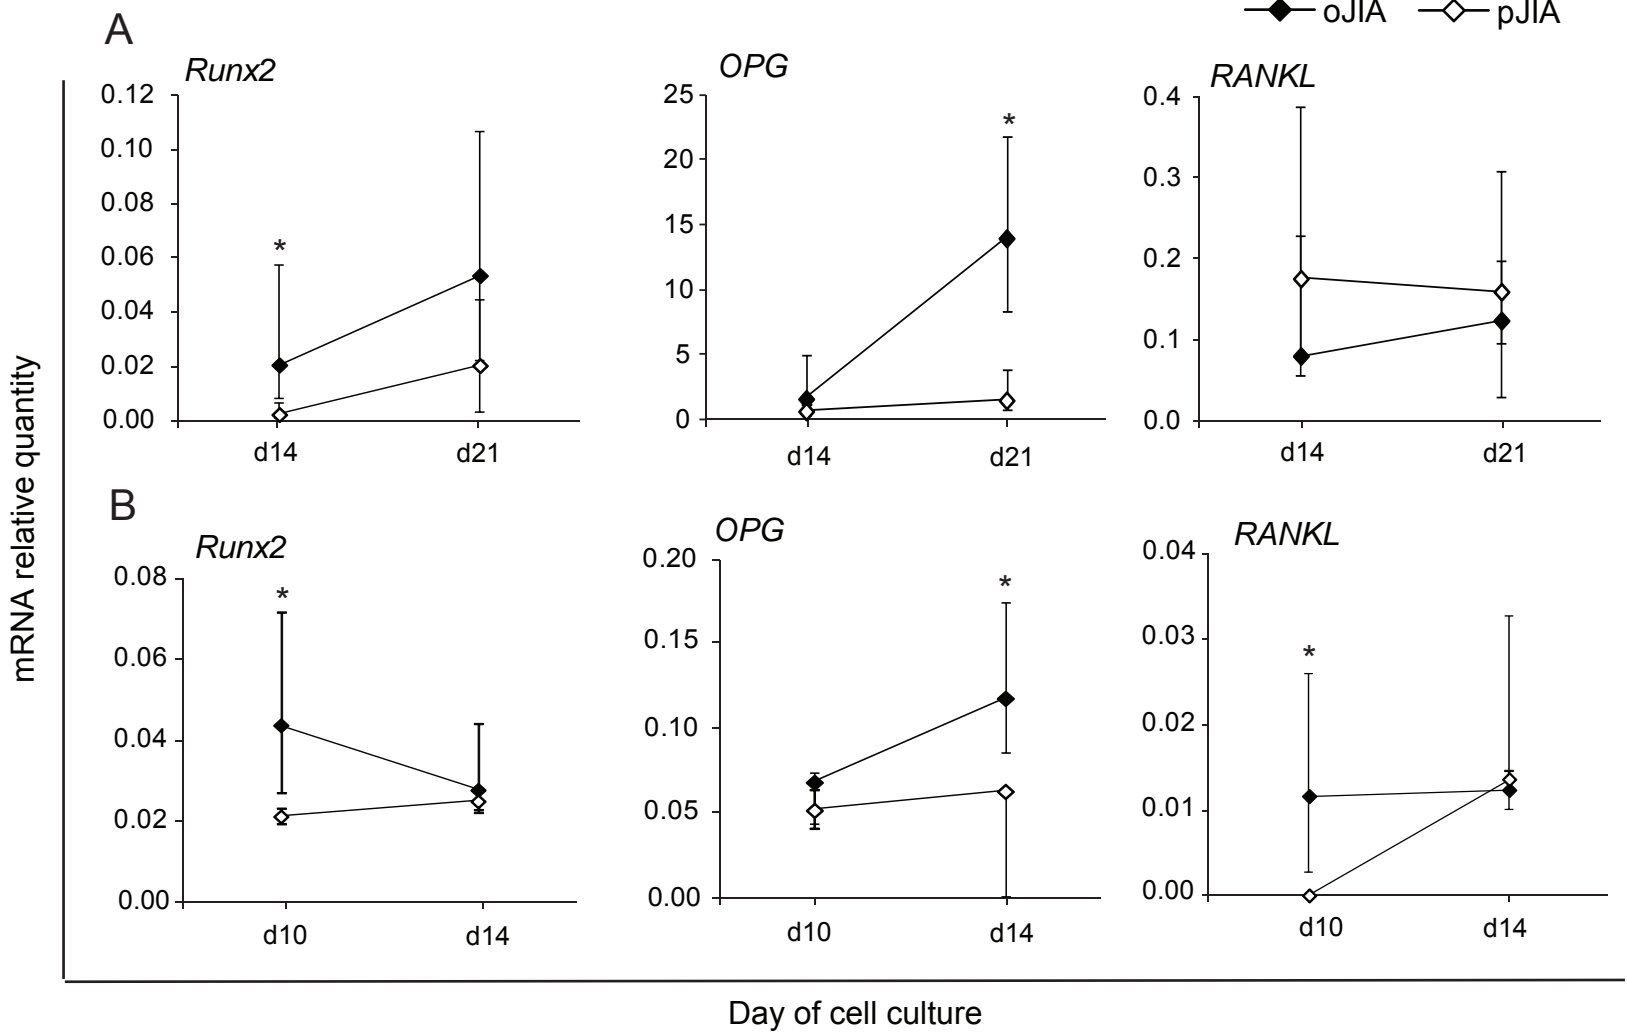 A
oJIA pJIA
Runx2
0.12
0.10
0.08
0.06
0.04
0.02
0.00
*
d14 d21
OPG
25
20
15
10
5
0
*
d14 d21
RANKL
0.4
0.3
0.2
0.1
0.0
d14 d21
B
Runx2
0.08
0.06
0.04
0.02
0.00
*
d10 d14
OPG
0.20
0.15
0.10
0.05
0.00
*
d10 d14
RANKL
0.04
0.03
0.02
0.01
0.00
*
d10 d14
mRNA relative quantity
Day of cell culture